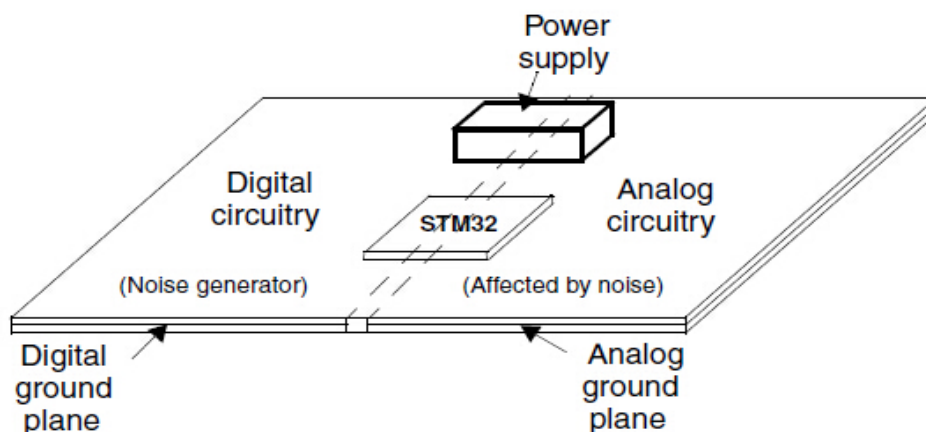 Power
supply
Digital
circuitry
Analog
circuitry
STM32
(Noise generator)
(Affected by noise)
Digital
ground
plane
Analog
ground
plane